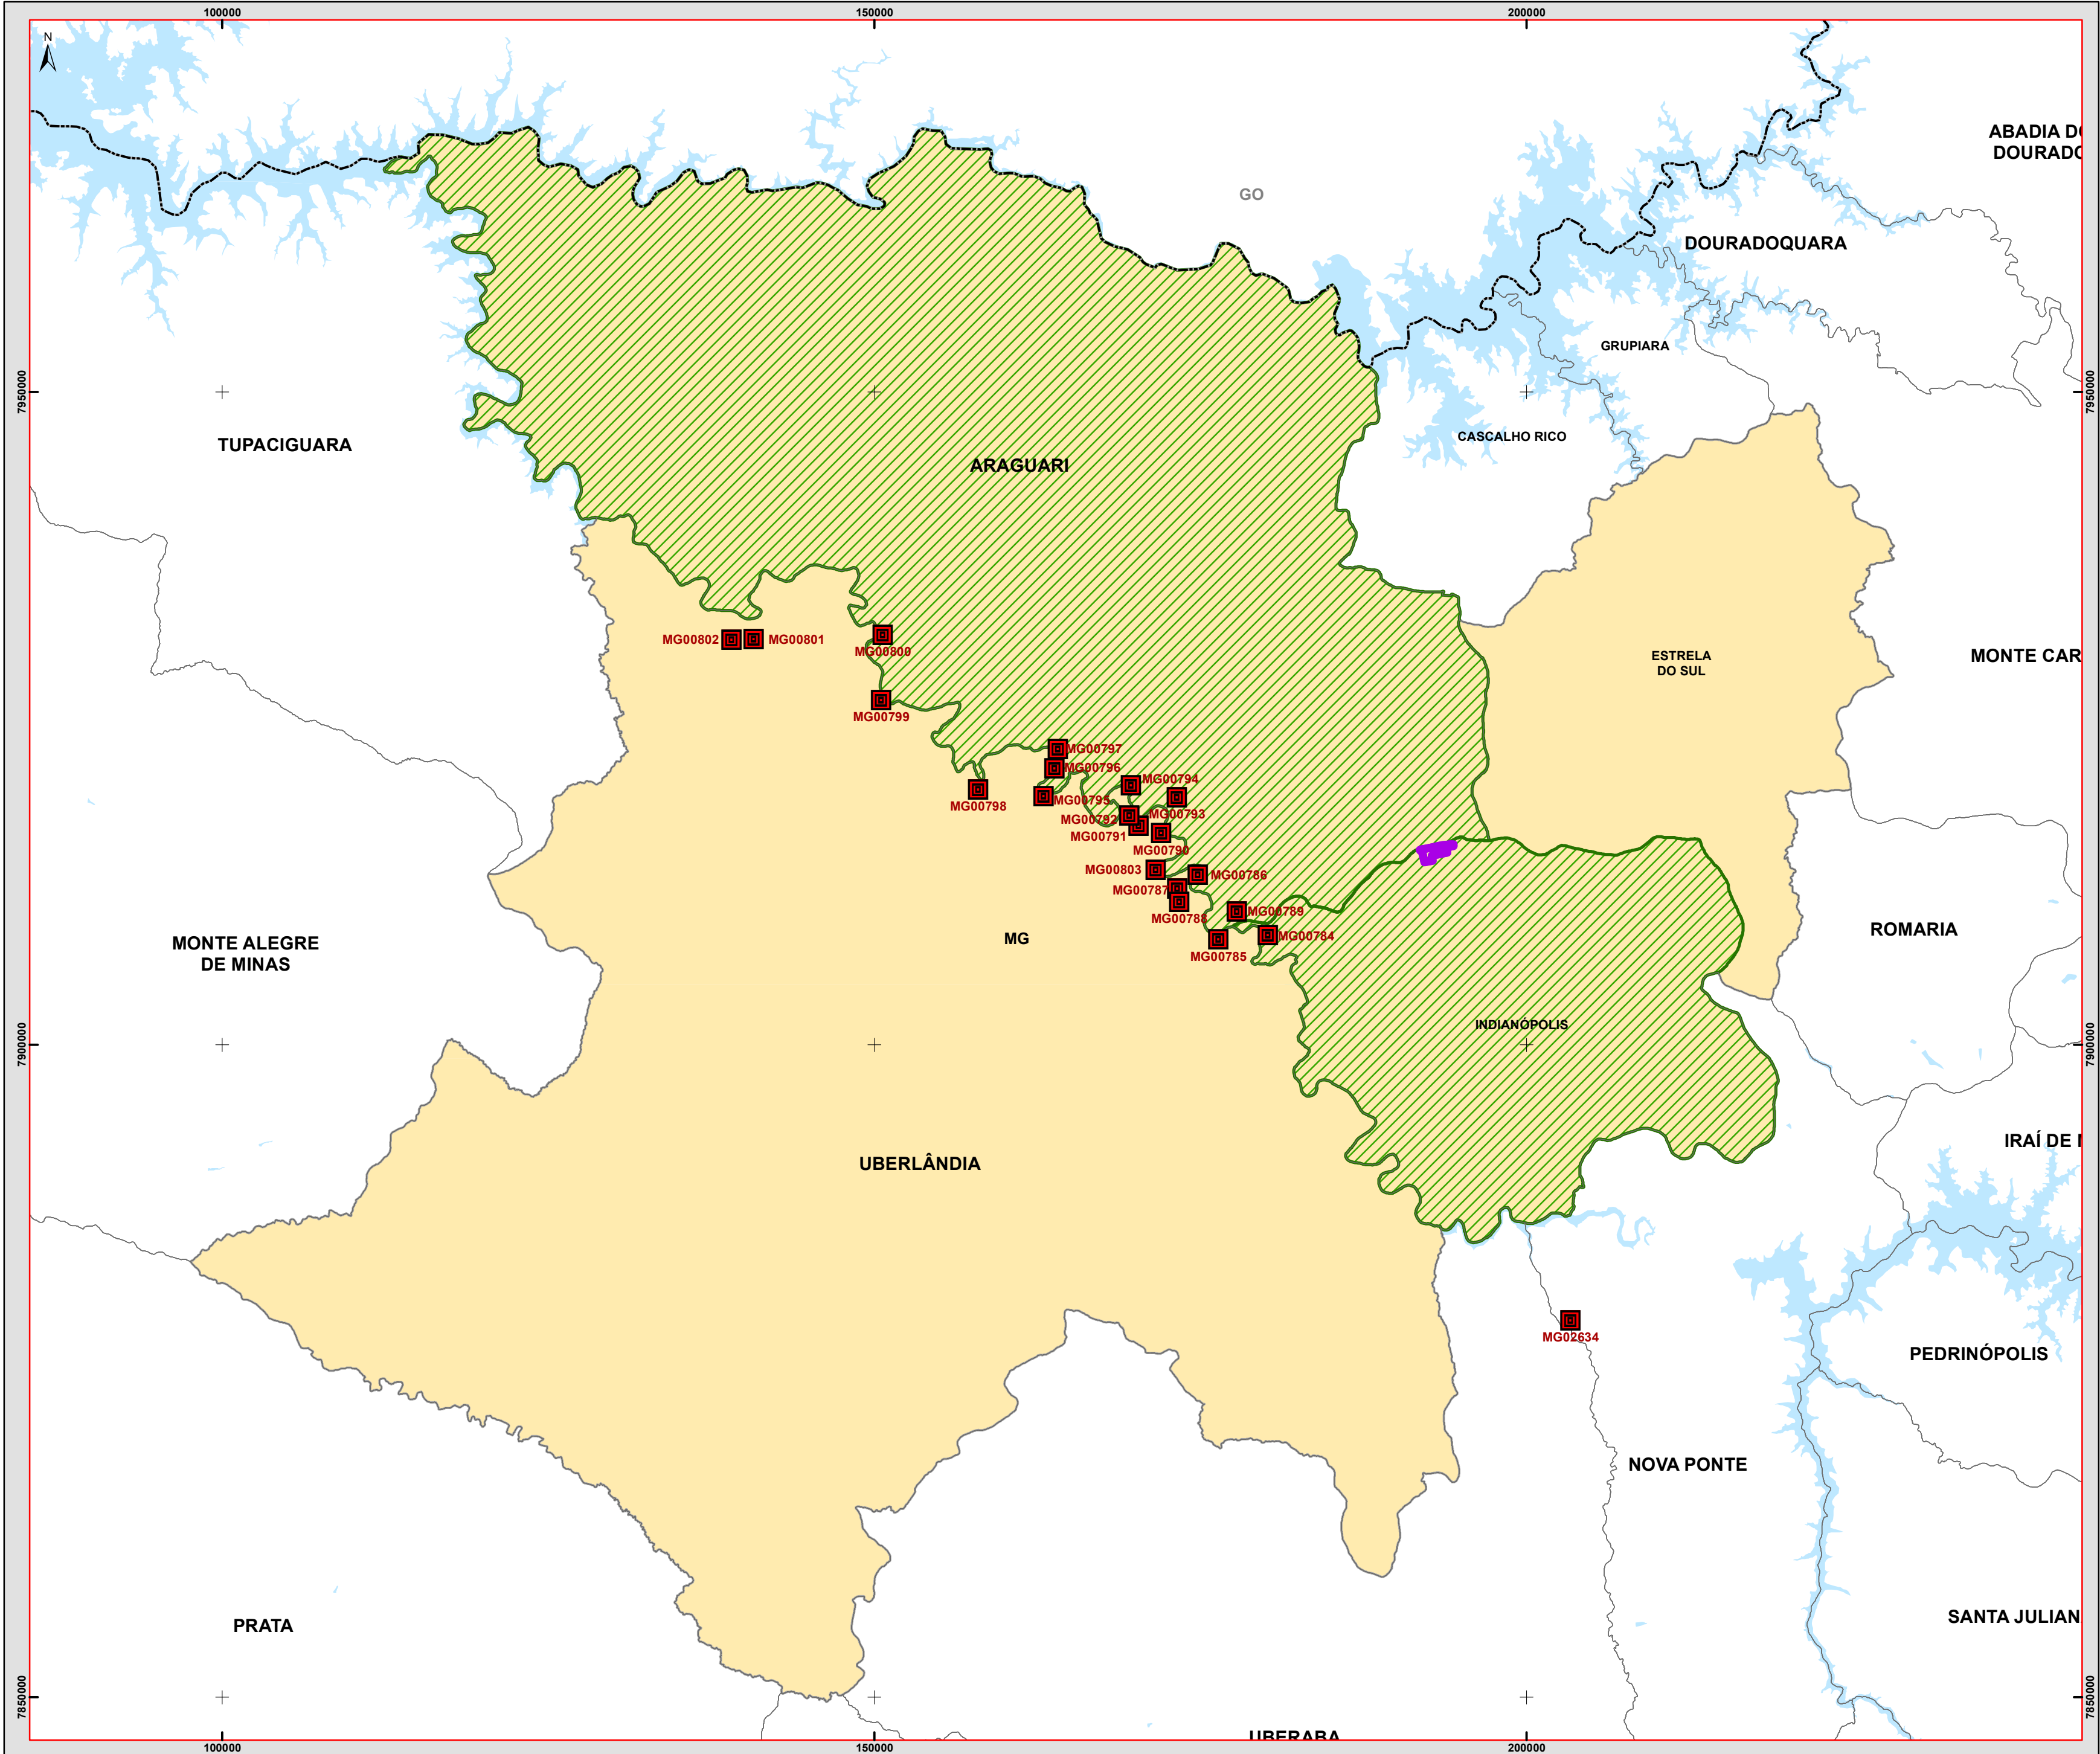 100000
150000
200000
N
ABADIA DO
DOURADO
GO
DOURADOQUARA
GRUPIARA
7950000
7950000
CASCALHO RICO
TUPACIGUARA
ARAGUARI
MG00802
MG00801
MG00800
ESTRELA
DO SUL
MONTE CAR
MG00799
MG00797
MG00796
MG00794
MG00798
MG00795
MG00793
MG00792
MG00791
MG00790
MG00803
MG00786
MG00787
MG00788
MG00789
MG00784
MG00785
MG
ROMARIA
MONTE ALEGRE
DE MINAS
INDIANÓPOLIS
7900000
7900000
IRAÍ DE
UBERLÂNDIA
MG02634
PEDRINÓPOLIS
NOVA PONTE
SANTA JULIAN
PRATA
7850000
7850000
UBERABA
100000
150000
200000